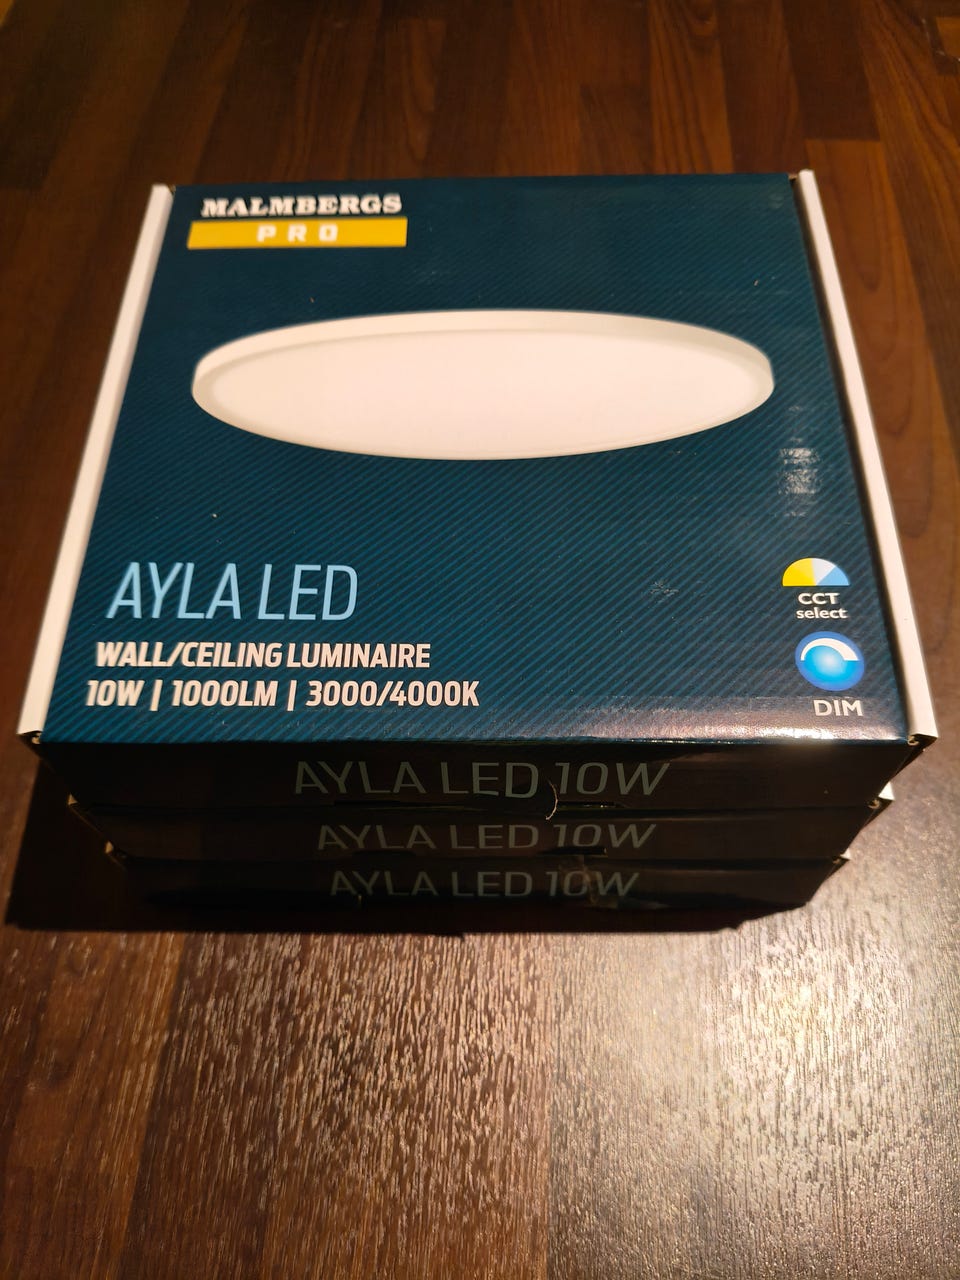 MALMBERGS
PRO
AYLA LED
WALL/CEILING LUMINAIRE
10W | 1000LM | 3000/4000K
CCT
select
DIM
AYLA LED 10W
AYLA LED 10W
AYLA LED 10W